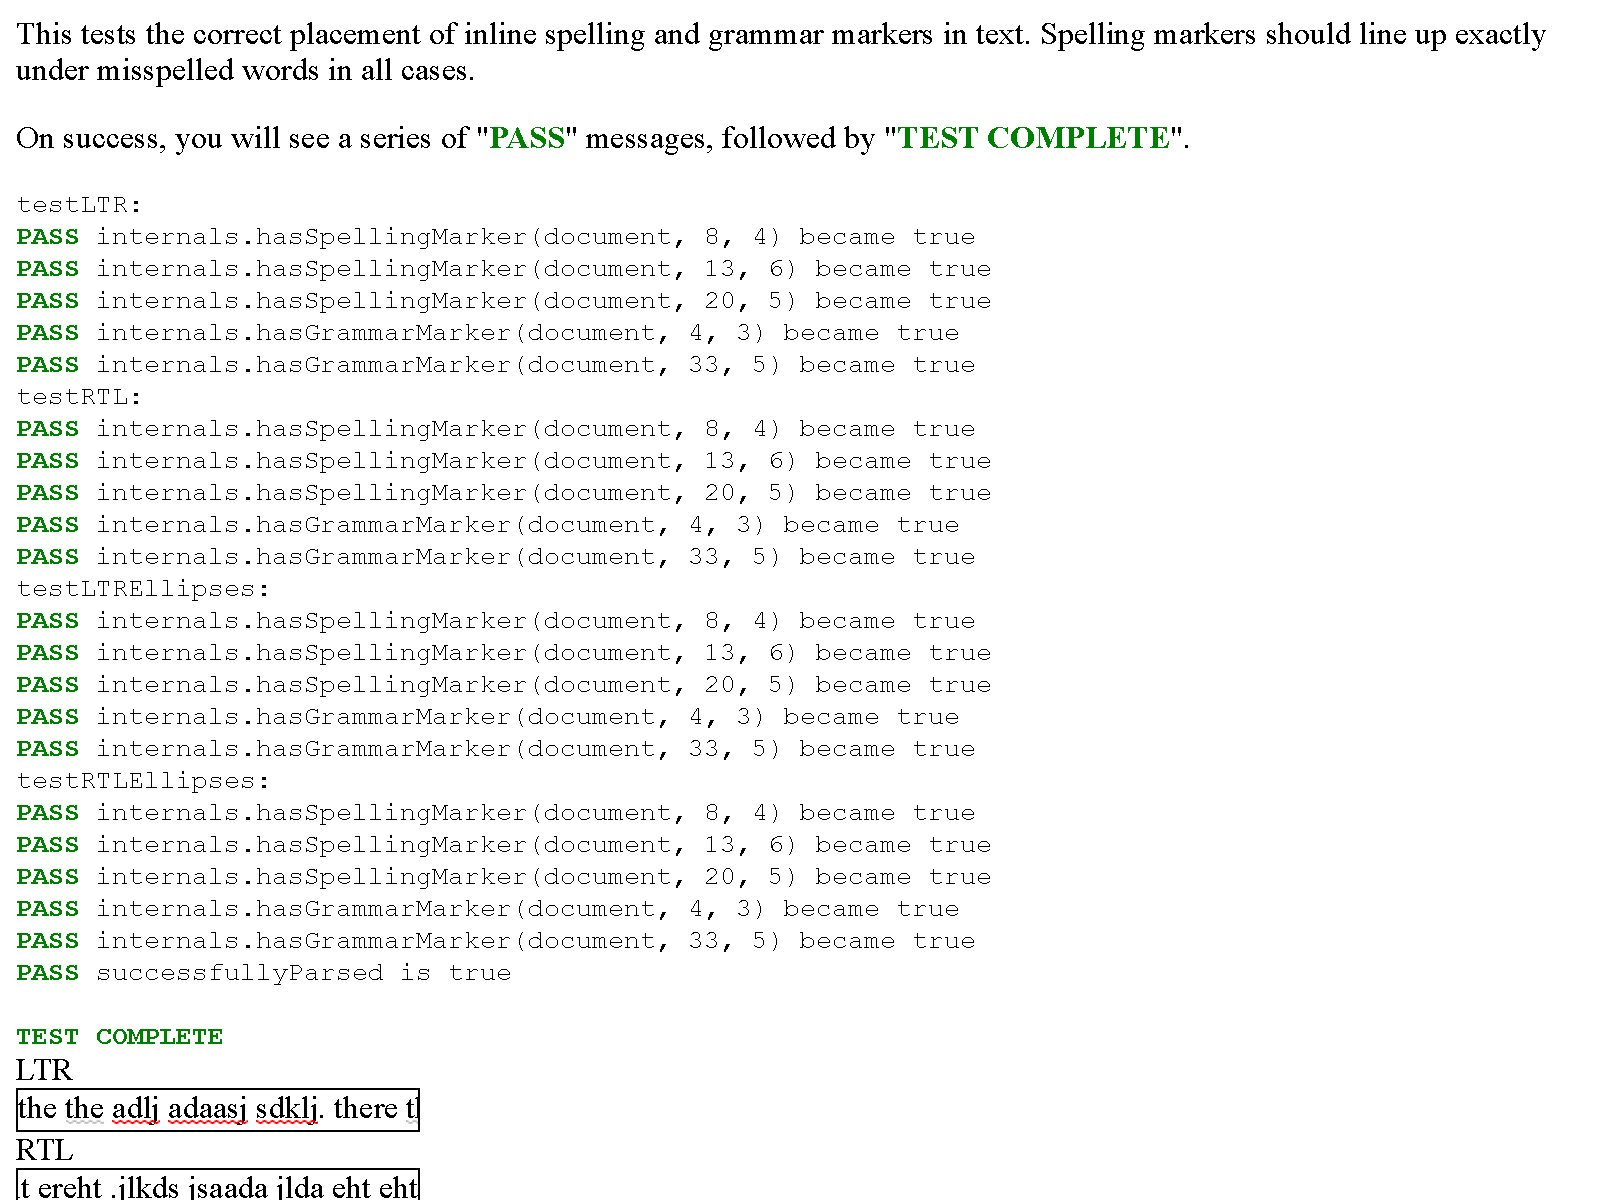 This tests the correct placement of inline spelling and grammar markers in text. Spelling markers should line up exactly
under misspelled words in all cases.
On success, you will see a series of "PASS" messages, followed by "TEST COMPLETE".
testLTR:
PASS internals.hasSpellingMarker(document, 8, 4) became true
PASS internals.hasSpellingMarker(document, 13, 6) became true
PASS internals.hasSpellingMarker(document, 20, 5) became true
PASS internals.hasGrammarMarker(document, 4, 3) became true
PASS internals.hasGrammarMarker(document, 33, 5) became true
testRTL:
PASS internals.hasSpellingMarker(document, 8, 4) became true
PASS internals.hasSpellingMarker(document, 13, 6) became true
PASS internals.hasSpellingMarker(document, 20, 5) became true
PASS internals.hasGrammarMarker(document, 4, 3) became true
PASS internals.hasGrammarMarker(document, 33, 5) became true
testLTREllipses:
PASS internals.hasSpellingMarker(document, 8, 4) became true
PASS internals.hasSpellingMarker(document, 13, 6) became true
PASS internals.hasSpellingMarker(document, 20, 5) became true
PASS internals.hasGrammarMarker(document, 4, 3) became true
PASS internals.hasGrammarMarker(document, 33, 5) became true
testRTLEllipses:
PASS internals.hasSpellingMarker(document, 8, 4) became true
PASS internals.hasSpellingMarker(document, 13, 6) became true
PASS internals.hasSpellingMarker(document, 20, 5) became true
PASS internals.hasGrammarMarker(document, 4, 3) became true
PASS internals.hasGrammarMarker(document, 33, 5) became true
PASS successfullyParsed is true
TEST COMPLETE
LTR
the the adlj adaasj sdklj. there t
RTL
t ereht .jlkds jsaada jlda eht eht